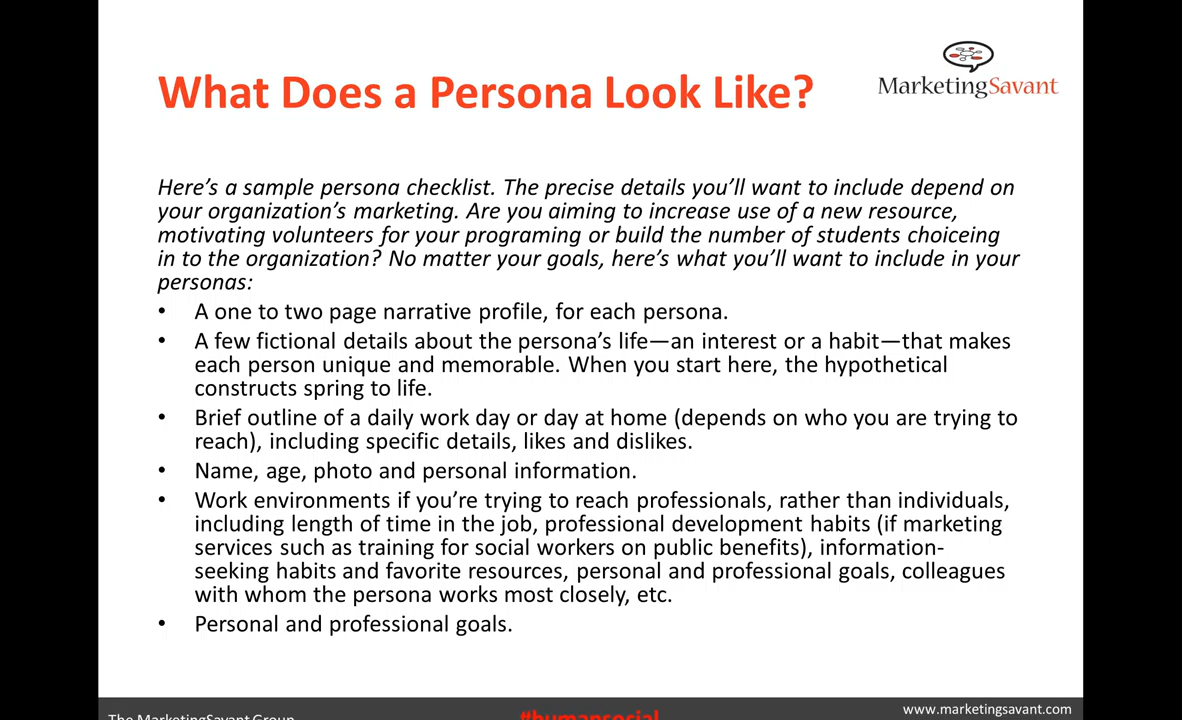 What Does a Persona Look Like?
MarketingSavant
Here's a sample persona checklist. The precise details you'll want to include depend on
your organization's marketing. Are you aiming to increase use of a new resource,
motivating volunteers for your programing or build the number of students choiceing
in to the organization? No matter your goals, here's what you'll want to include in your
personas:
• A one to two page narrative profile, for each persona.
• A few fictional details about the persona's life—an interest or a habit—that makes
each person unique and memorable. When you start here, the hypothetical
constructs spring to life.
• Brief outline of a daily work day or day at home (depends on who you are trying to
reach), including specific details, likes and dislikes.
• Name, age, photo and personal information.
• Work environments if you're trying to reach professionals, rather than individuals,
including length of time in the job, professional development habits (if marketing
services such as training for social workers on public benefits), information-
seeking habits and favorite resources, personal and professional goals, colleagues
with whom the persona works most closely, etc.
• Personal and professional goals.
The MarketingSavant Group
#humansocial
www.marketingsavant.com